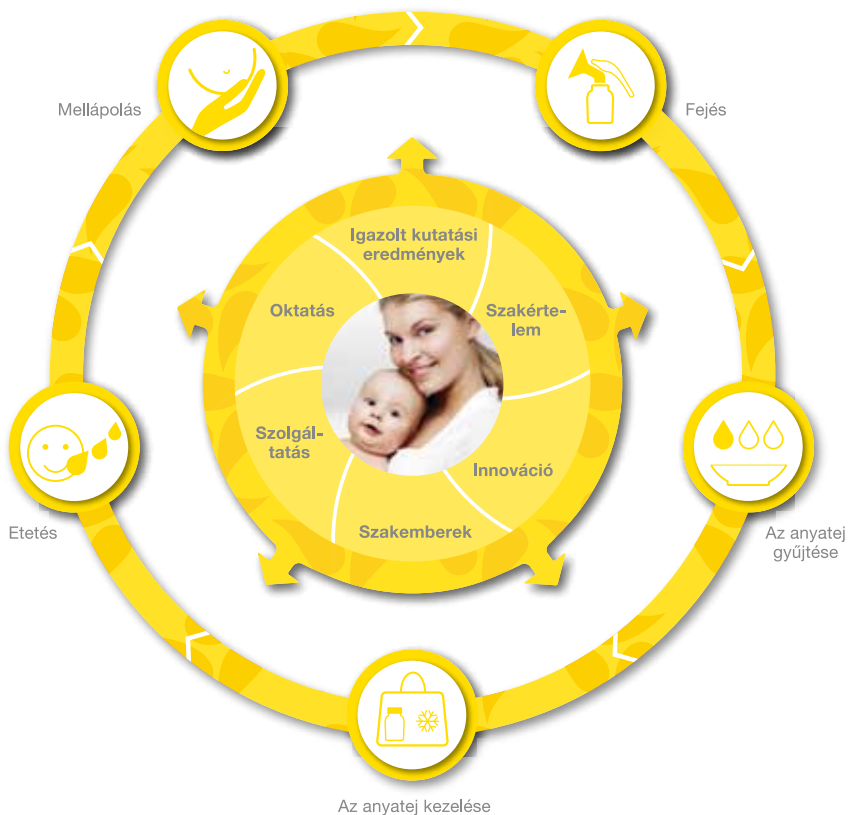 Mellápolás
Fejés
Igazolt kutatási
eredmények
Oktatás
Szakérte-
lem
Szolgál-
tatás
Innováció
Szakemberek
Etetés
Az anyatej
gyűjtése
Az anyatej kezelése